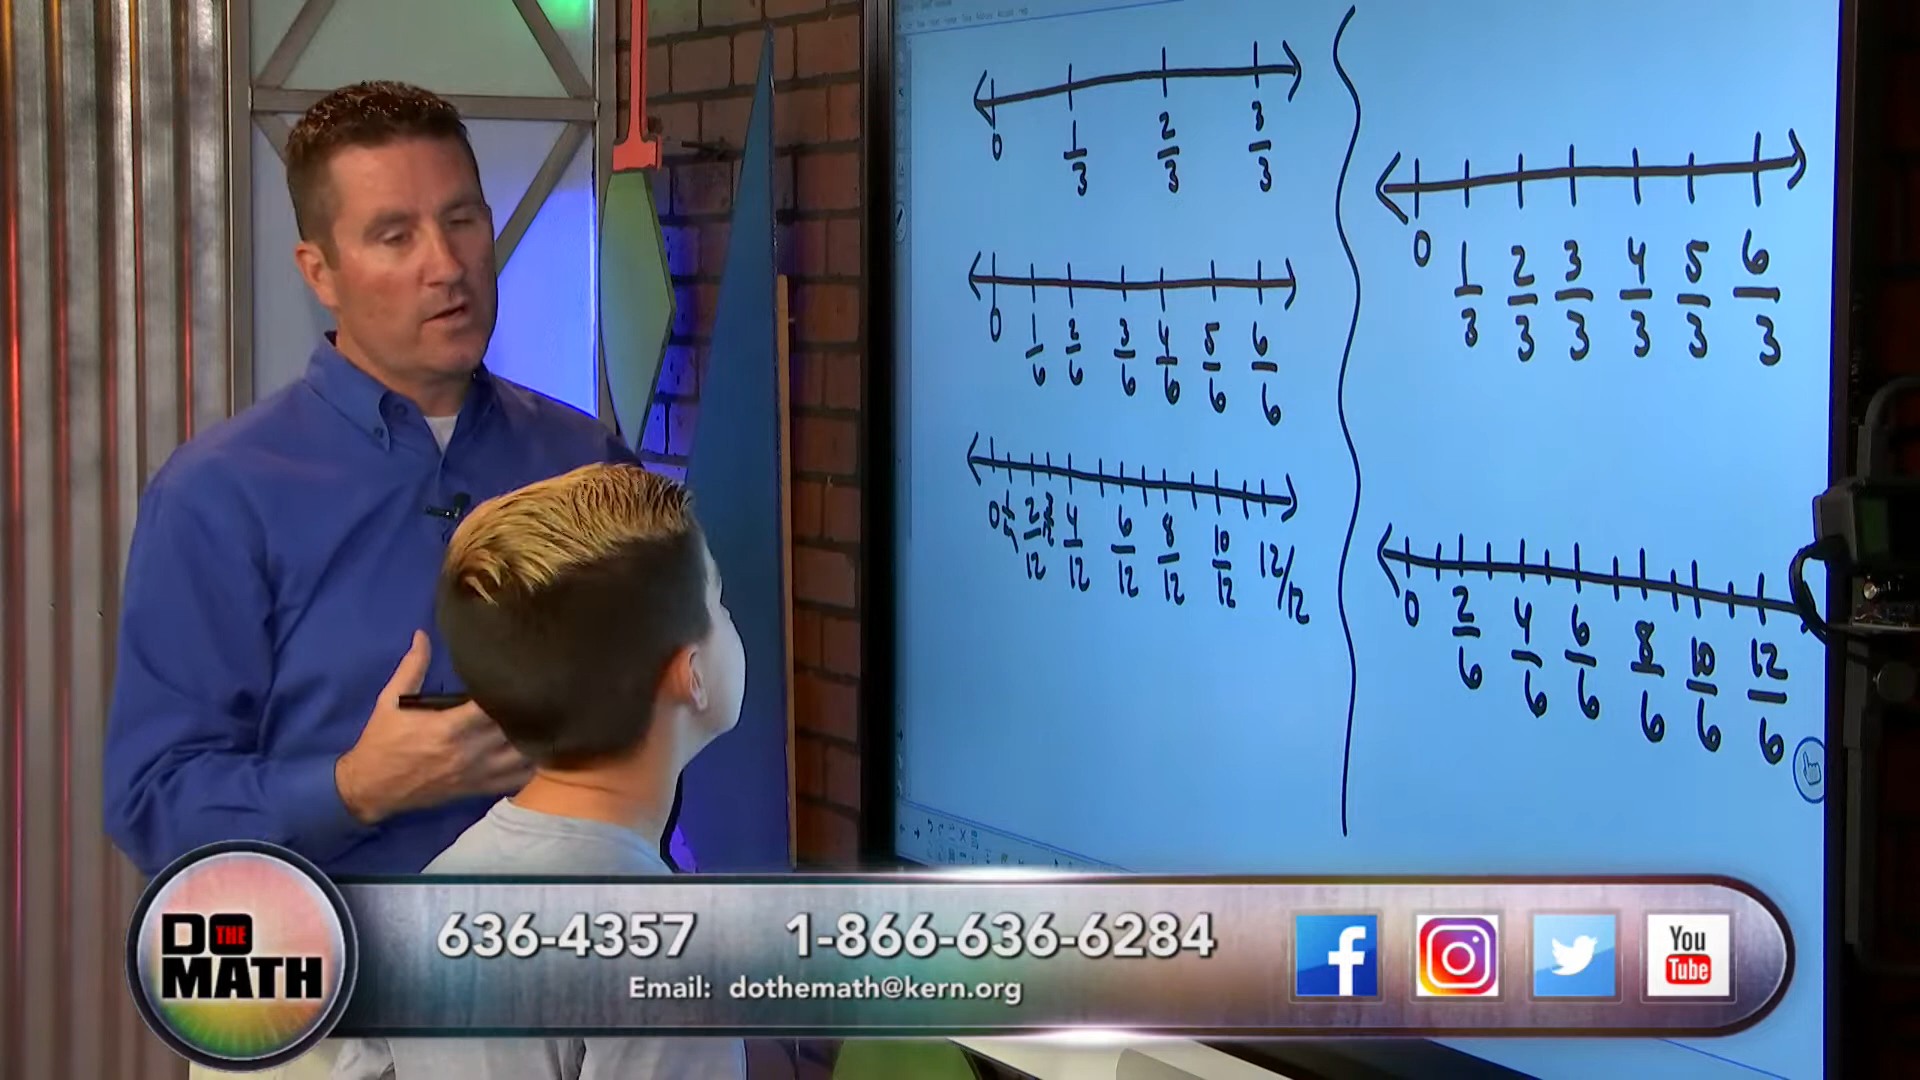 0 1/3 2/3 3/3
0 1/6 2/6 3/6 4/6 5/6 6/6
0 2/12 4/12 6/12 8/12 10/12 12/12
0 1/3 2/3 3/3 4/3 5/3 6/3
0 2/6 4/6 6/6 8/6 10/6 12/6
DO THE MATH
636-4357 1-866-636-6284
Email: dothemath@kern.org
f
You Tube